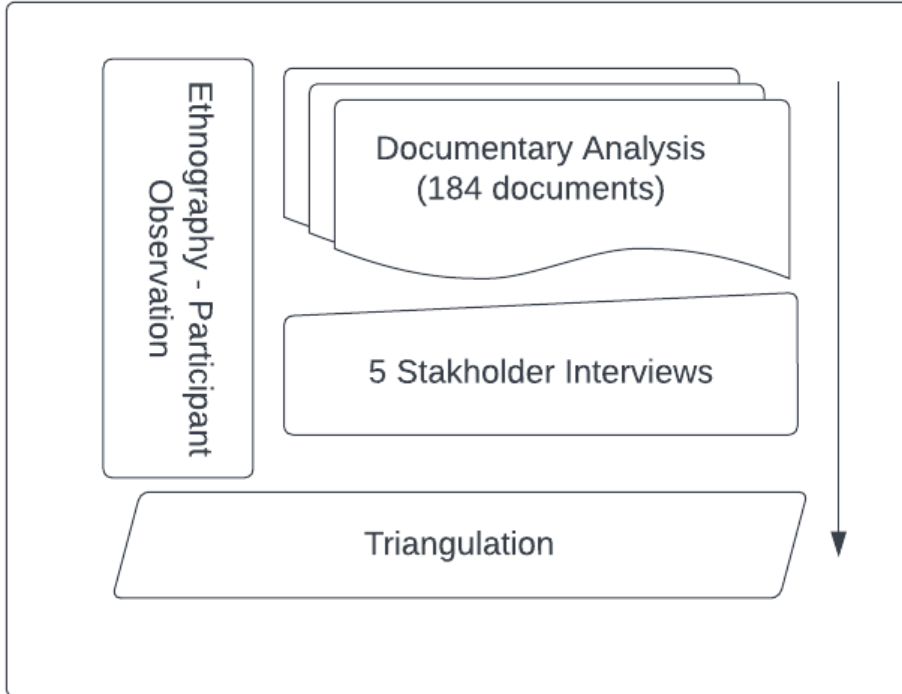 Ethnography - Participant
Observation
Documentary Analysis
(184 documents)
5 Stakholder Interviews
Triangulation